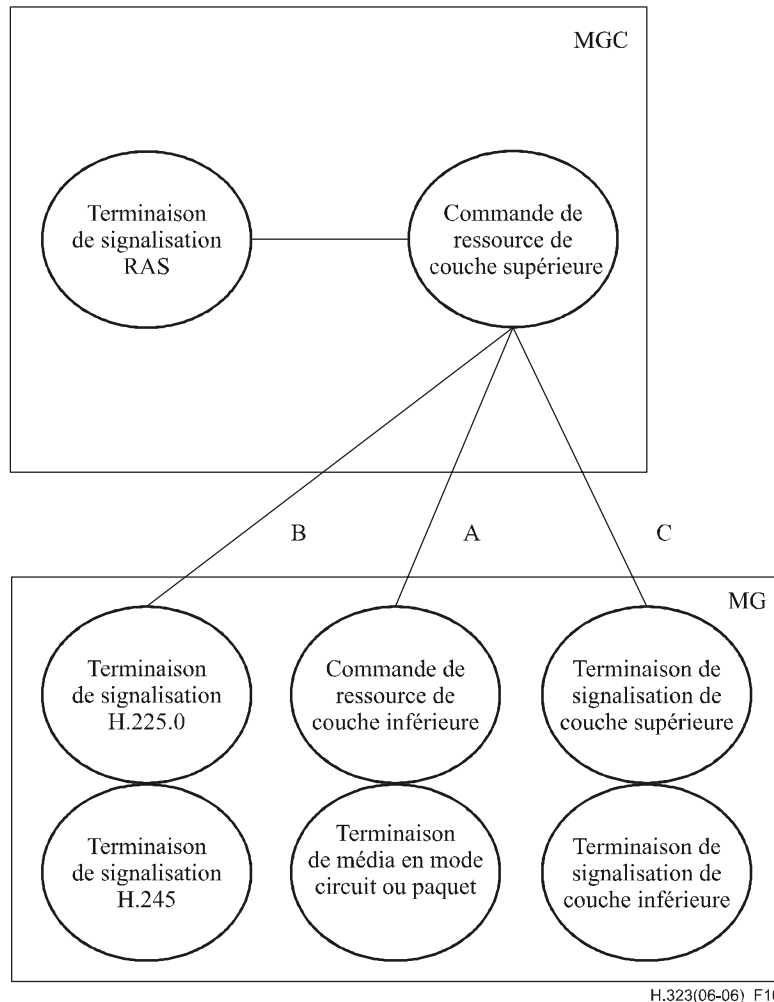 MGC
Terminaison
de signalisation
RAS
Commande de
ressource de
couche supérieure
B
A
C
MG
Terminaison
de signalisation
H.225.0
Commande de
ressource de
couche inférieure
Terminaison de
signalisation de
couche supérieure
Terminaison
de signalisation
H.245
Terminaison
de média en mode
circuit ou paquet
Terminaison de
signalisation de
couche inférieure
H.323(06-06)_F10